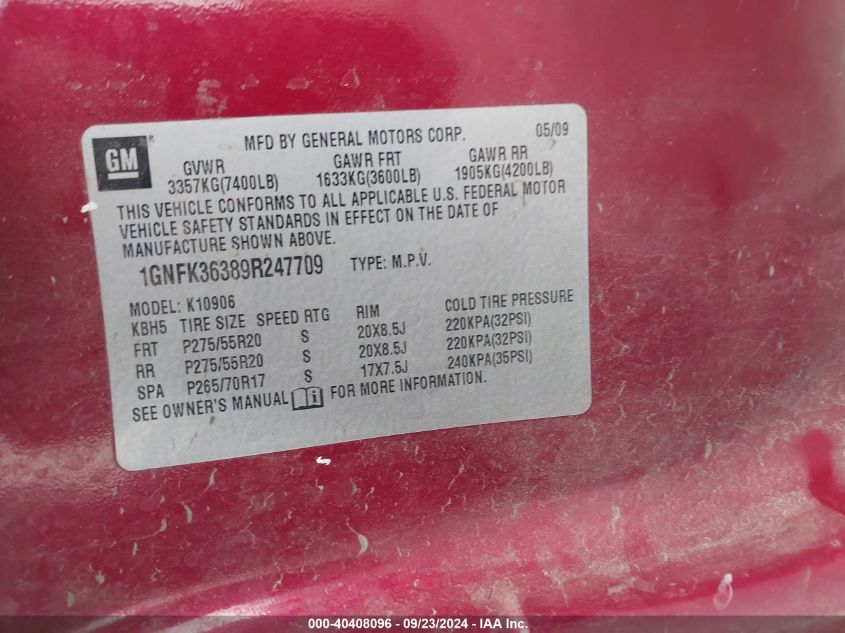 GM
MFD BY GENERAL MOTORS CORP. 05/09
GVWR GAWR FRT GAWR RR
3357KG(7400LB) 1633KG(3600LB) 1905KG(4200LB)
THIS VEHICLE CONFORMS TO ALL APPLICABLE U.S. FEDERAL MOTOR
VEHICLE SAFETY STANDARDS IN EFFECT ON THE DATE OF
MANUFACTURE SHOWN ABOVE.
1GNFK36389R247709 TYPE: M.P.V.
MODEL: K10906
KBH5 TIRE SIZE SPEED RTG RIM COLD TIRE PRESSURE
FRT P275/55R20 S 20X8.5J 220KPA(32PSI)
RR P275/55R20 S 20X8.5J 220KPA(32PSI)
SPA P265/70R17 S 17X7.5J 240KPA(35PSI)
SEE OWNER'S MANUAL i FOR MORE INFORMATION.
000-40408096 - 09/23/2024 - IAA Inc.